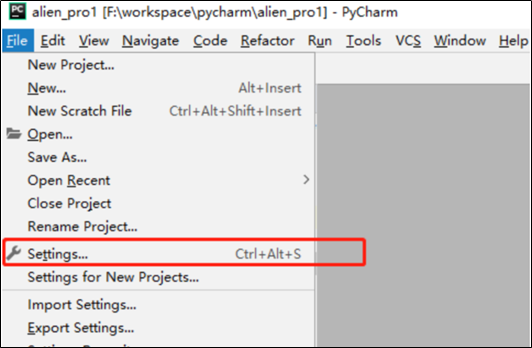 PC alien_pro1 [F:\workspace\pycharm\alien_pro1] - PyCharm
File Edit View Navigate Code Refactor Run Tools VCS Window Help
New Project...
New... Alt+Insert
New Scratch File Ctrl+Alt+Shift+Insert
Open...
Save As...
Open Recent
Close Project
Rename Project...
Settings... Ctrl+Alt+S
Settings for New Projects...
Import Settings...
Export Settings...